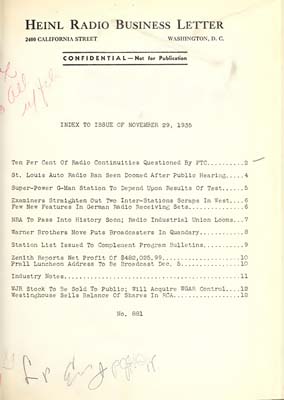 HEINL RADIO BUSINESS LETTER
2400 CALIFORNIA STREET WASHINGTON, D. C.
CONFIDENTIAL—Not for Publication
INDEX TO ISSUE OF NOVEMBER 29, 1935
Ten Per Cent Of Radio Continuities Questioned By FTC..........2
St. Louis Auto Radio Ban Seen Doomed After Public Hearing.....4
Super-Power G-Man Station To Depend Upon Results Of Test......5
Examiners Straighten Out Two Inter-Stations Scraps In West....6
Few New Features In German Radio Receiving Sets...............6
NRA To Pass Into History Soon; Radio Industrial Union Looms...7
Warner Brothers Move Puts Broadcasters In Quandary............8
Station List Issued To Complement Program Bulletins...........9
Zenith Reports Net Profit Of $482,025.99.....................10
Prall Luncheon Address To Be Broadcast Dec. 5................10
Industry Notes...............................................11
WJR Stock To Be Sold To Public; Will Acquire WGAR Control....12
Westinghouse Sells Balance Of Shares In RCA..................12
No. 881